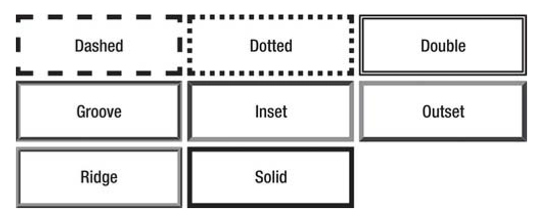 Dashed Dotted Double
Groove Inset Outset
Ridge Solid